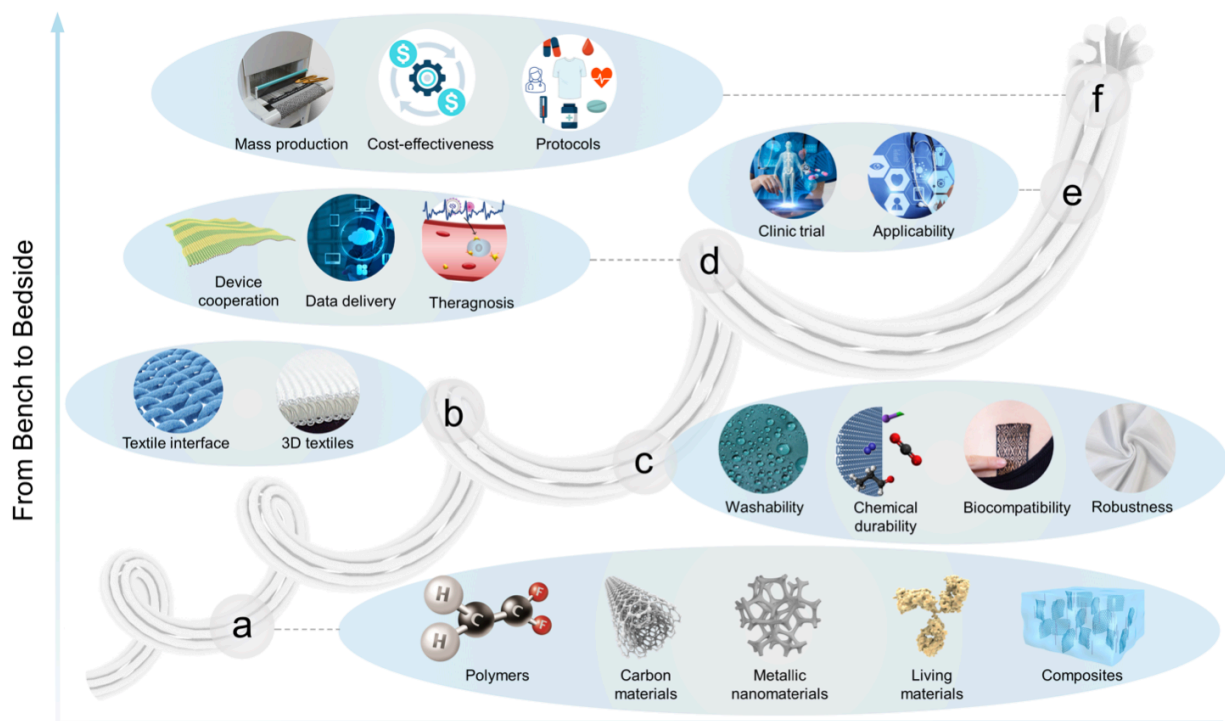 From Bench to Bedside
Mass production
Cost-effectiveness
Protocols
f
Clinic trial
Applicability
e
Device
cooperation
Data delivery
Theragnosis
d
Textile interface
3D textiles
b
c
Washability
Chemical
durability
Biocompatibility
Robustness
a
H
H
C
C
F
F
Polymers
Carbon
materials
Metallic
nanomaterials
Living
materials
Composites
$
$